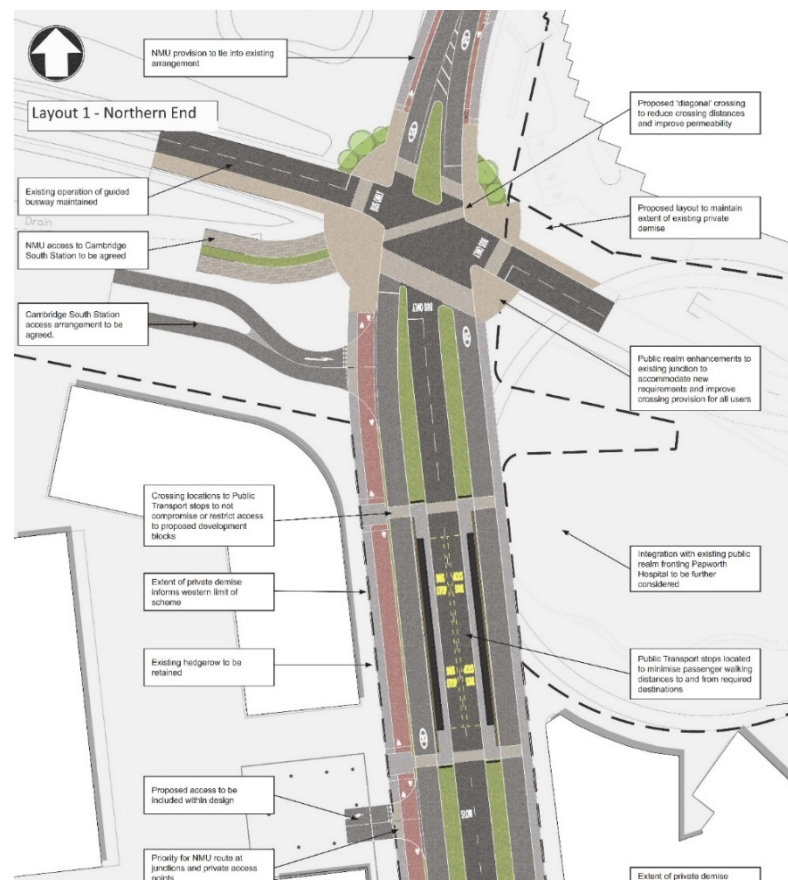 NMU provision to tie into existing
arrangement
Layout 1 - Northern End
Proposed 'diagonal' crossing
to reduce crossing distances
and improve permeability
Existing operation of guided
busway maintained
Drain
Proposed layout to maintain
extent of existing private
demise
NMU access to Cambridge
South Station to be agreed
Cambridge South Station
access arrangement to be
agreed.
BUS ONLY
BUS ONLY
BUS ONLY
Public realm enhancements to
existing junction to
accommodate new
requirements and improve
crossing provision for all users
Crossing locations to Public
Transport stops to not
compromise or restrict access
to proposed development
blocks
Integration with existing public
realm fronting Papworth
Hospital to be further
considered
Extent of private demise
informs western limit of
scheme
Existing hedgerow to be
retained
Public Transport stops located
to minimise passenger walking
distances to and from required
destinations
Proposed access to be
included within design
Priority for NMU route at
junctions and private access
points
Extent of private demise